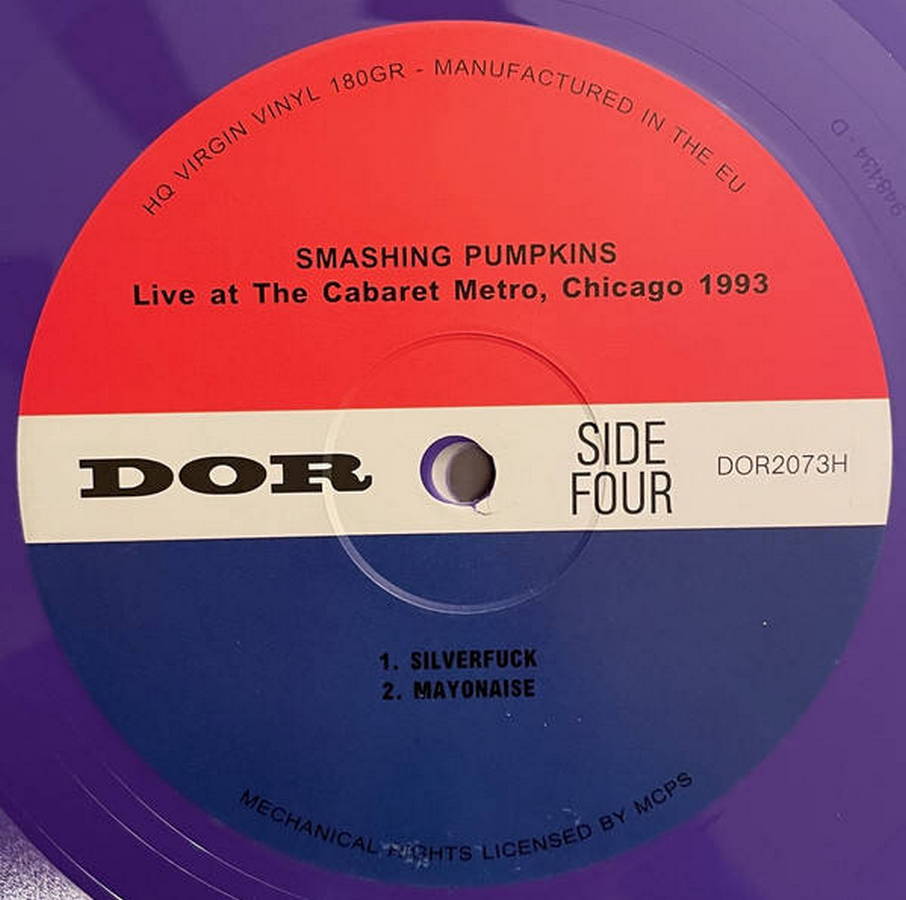 HQ VIRGIN VINYL 180GR - MANUFACTURED IN THE EU
SMASHING PUMPKINS
Live at The Cabaret Metro, Chicago 1993
DOR
SIDE
FOUR
DOR2073H
1. SILVERFUCK
2. MAYONAISE
MECHANICAL RIGHTS LICENSED BY MCPS